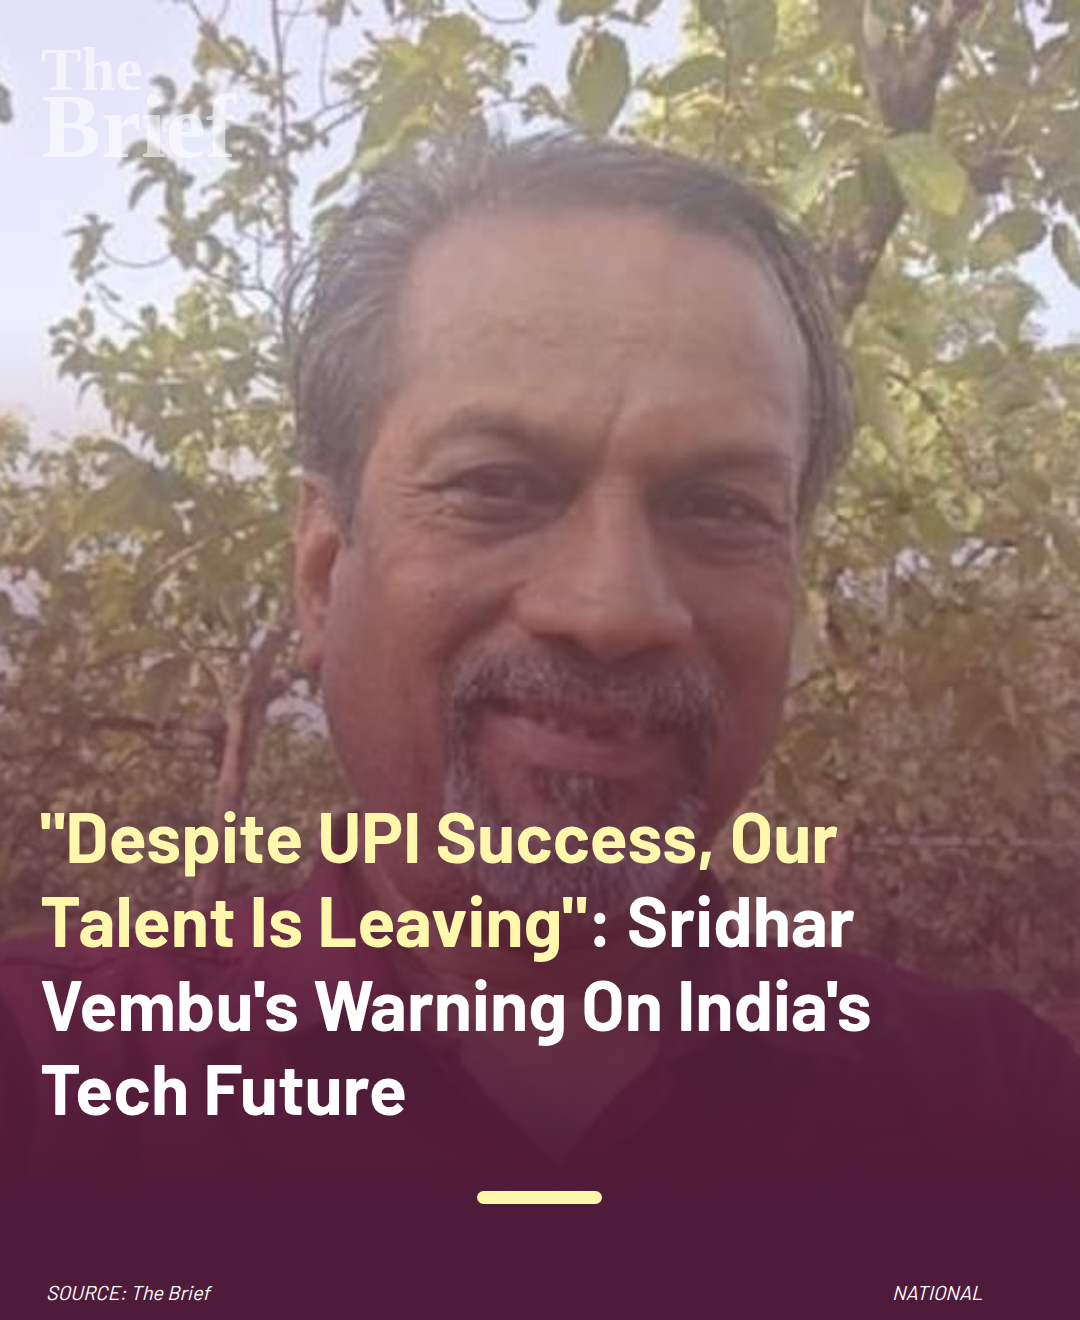 The
Brief
"Despite UPI Success, Our
Talent Is Leaving": Sridhar
Vembu's Warning On India's
Tech Future
SOURCE: The Brief
NATIONAL